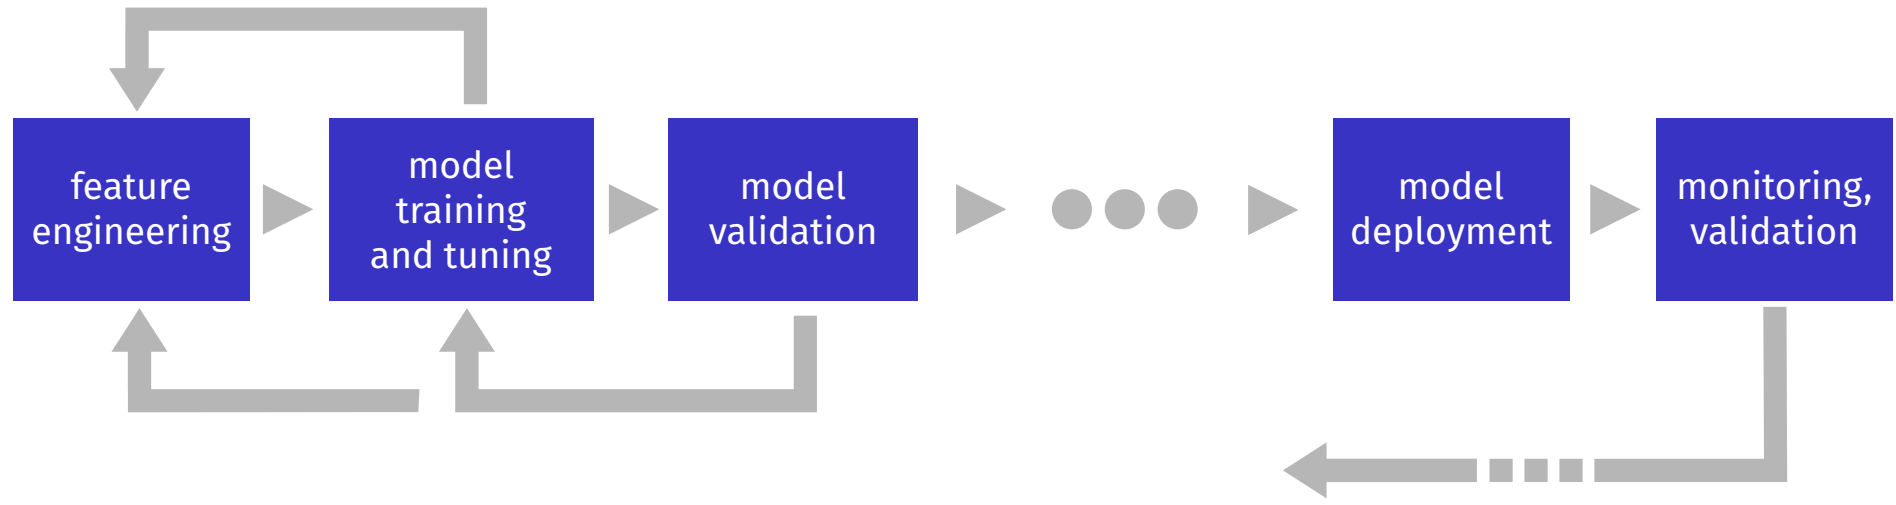 feature
engineering
model
training
and tuning
model
validation
model
deployment
monitoring,
validation